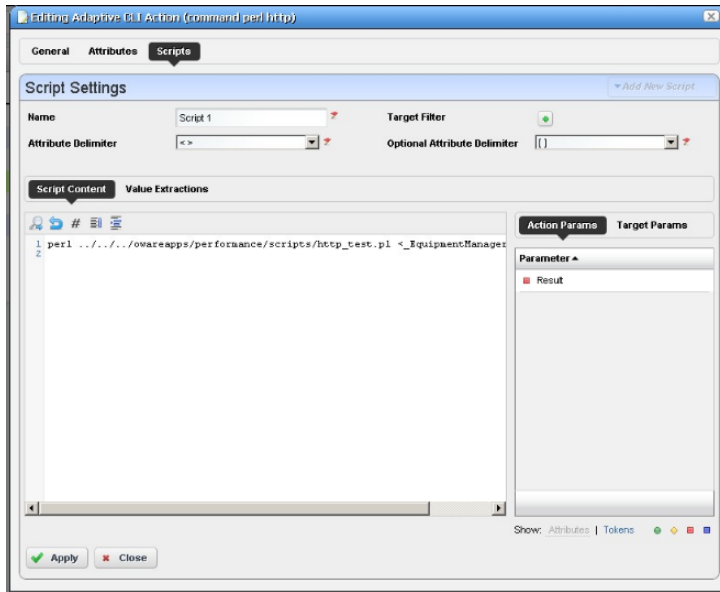 Editing Adaptive CLI Action (command perl http)
General Attributes Scripts
Script Settings
Add New Script
Name Script 1 ? Target Filter
Attribute Delimiter <> ? Optional Attribute Delimiter [] ?
Script Content Value Extractions
#
1 perl ../../../owareapps/performance/scripts/http_test.pl <_EquipmentManager
2
Action Params Target Params
Parameter
Result
Show: Attributes | Tokens
Apply Close